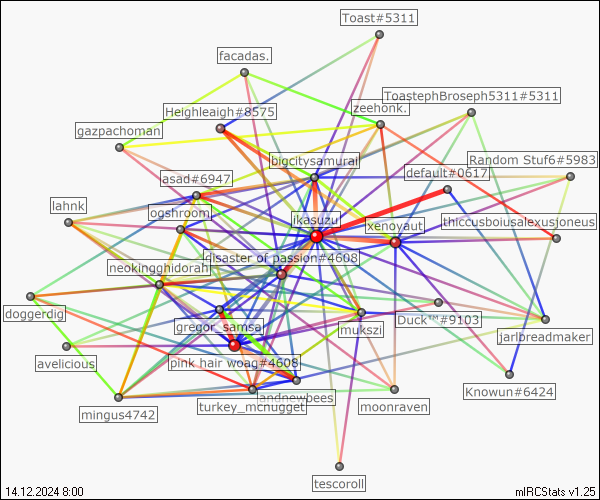 Toast#5311
facadas.
ToastephBroseph5311#5311
zeehonk.
Heighleaigh#8575
gazpachoman
bigcitysamurai
Random Stuf6#5983
default#0617
asad#6947
lahnk
ogshroom
jkasuzu
xenoyaut
thiccusboiusalexusjoneus
disaster of passion#4608
neokingghidorah
doggerdig
gregor_samsa
mukszi
Duck™#9103
jarlbreadmaker
avelicious
pink hair woag#4608
Knowun#6424
andnewbees
mingus4742
turkey_mcnugget
moonraven
tescoroll
14.12.2024 8:00
mIRCStats v1.25